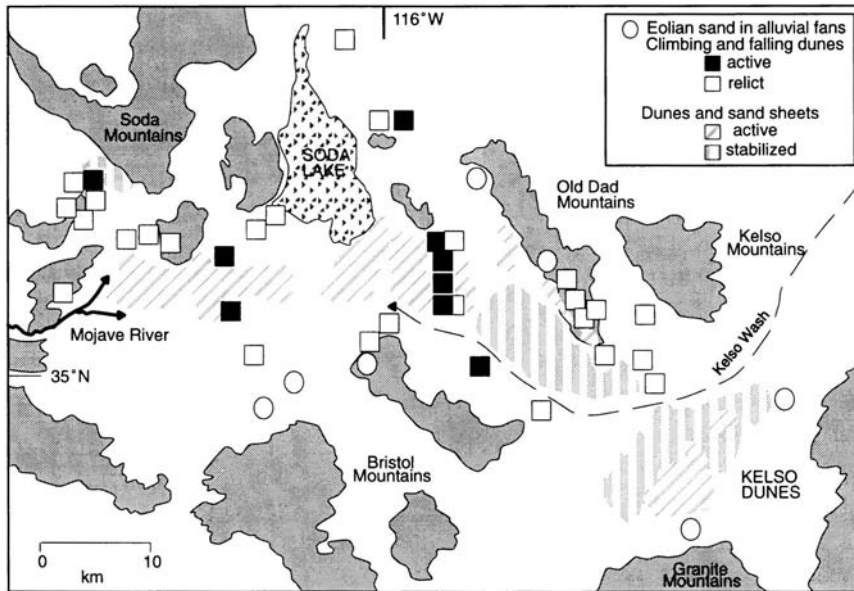 116°W
Eolian sand in alluvial fans
Climbing and falling dunes
active
relict
Dunes and sand sheets
active
stabilized
Soda
Mountains
SODA
LAKE
Old Dad
Mountains
Kelso
Mountains
Mojave River
Kelso Wash
35°N
Bristol
Mountains
KELSO
DUNES
0 10
km
Granite
Mountains